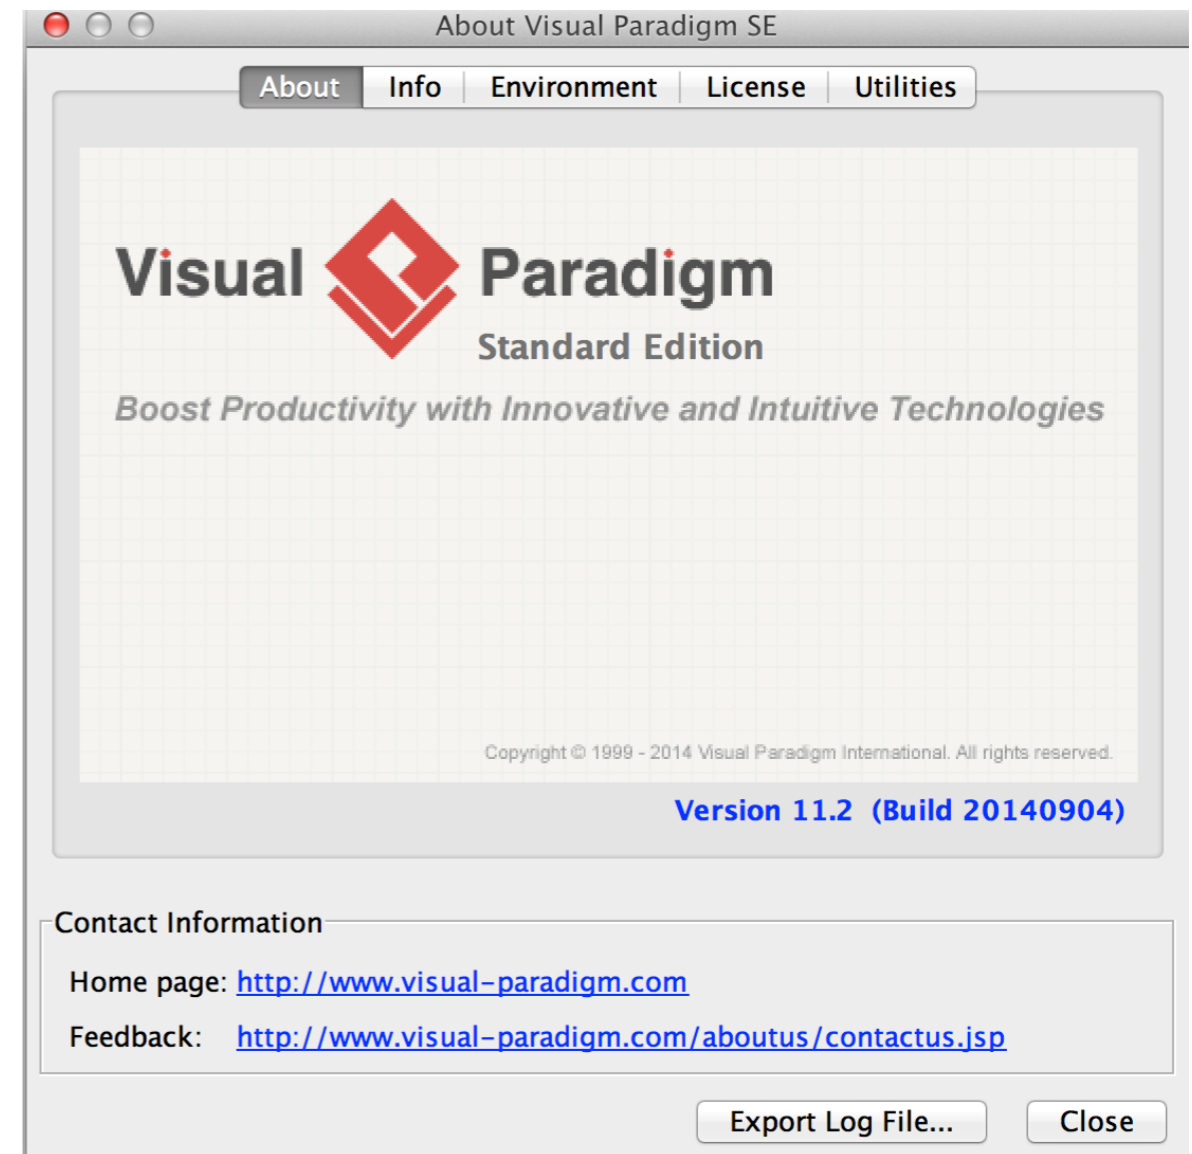 About Visual Paradigm SE
About Info Environment License Utilities
Visual Paradigm
Standard Edition
Boost Productivity with Innovative and Intuitive Technologies
Copyright © 1999 - 2014 Visual Paradigm International. All rights reserved.
Version 11.2 (Build 20140904)
Contact Information
Home page: http://www.visual-paradigm.com
Feedback: http://www.visual-paradigm.com/aboutus/contactus.jsp
Export Log File... Close